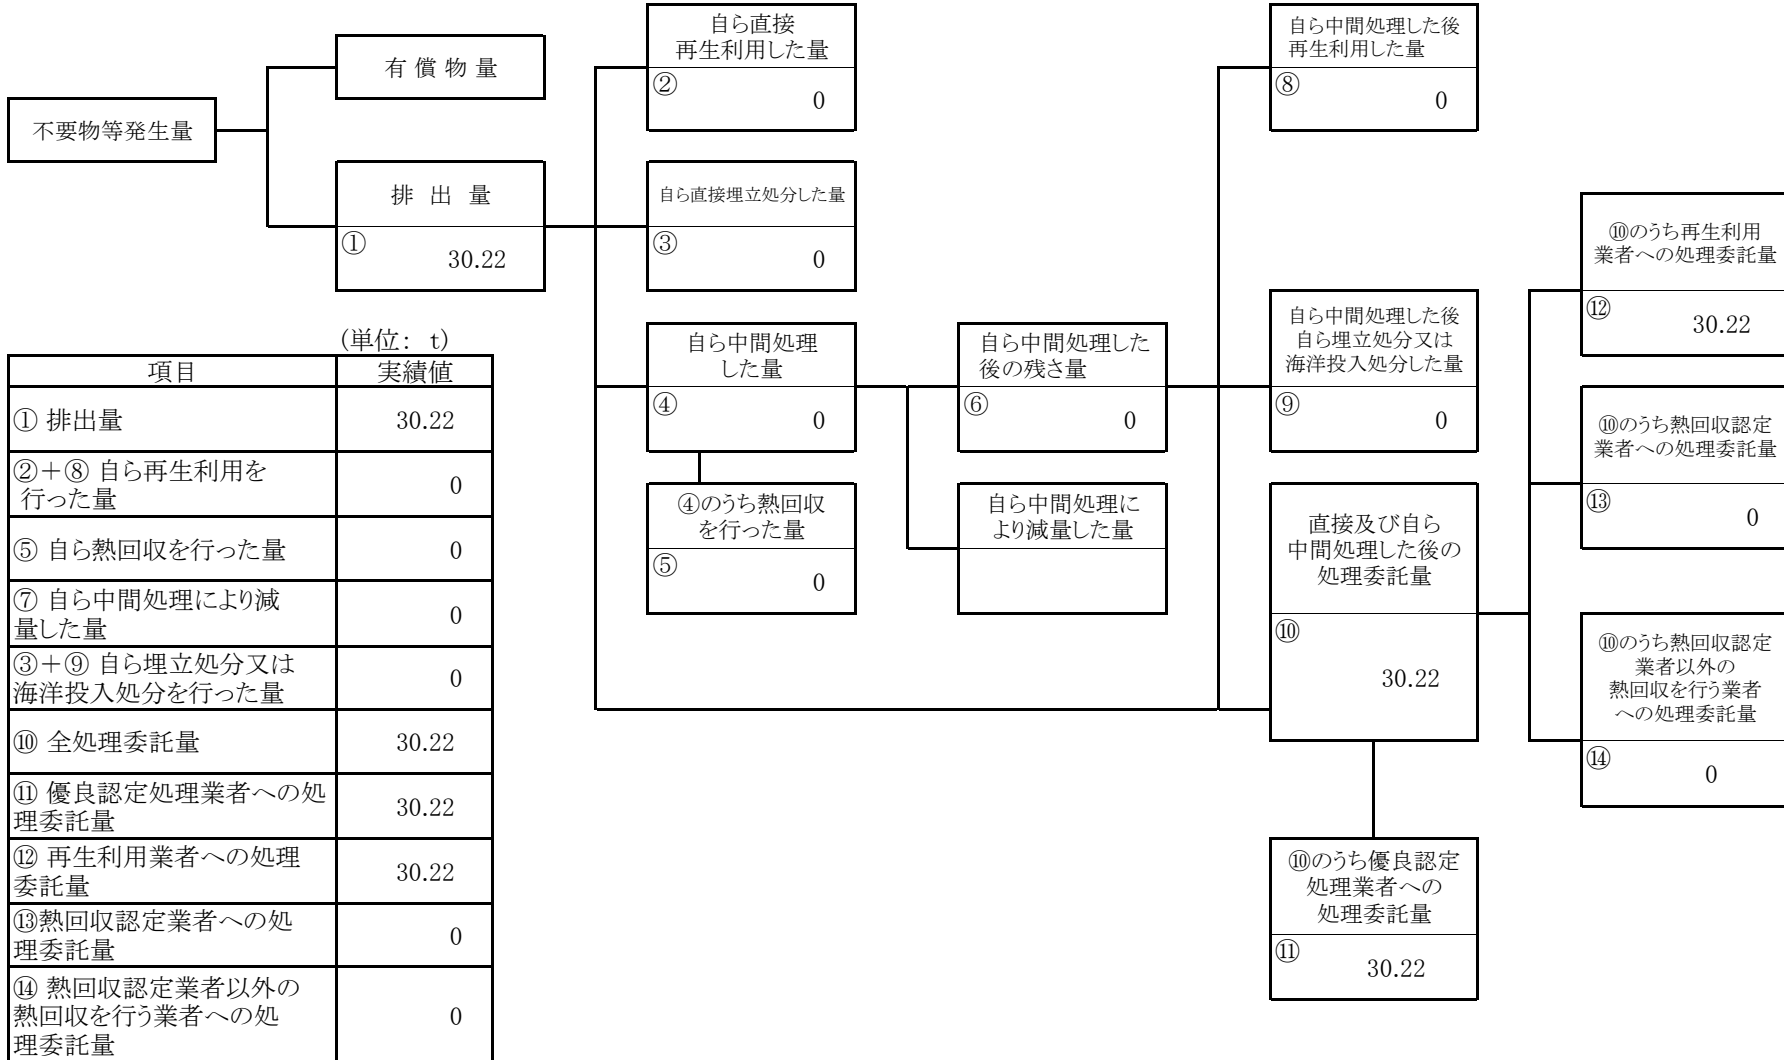 不要物等発生量
有 償 物 量
排 出 量
①
30.22
自ら直接
再生利用した量
②
0
自ら直接埋立処分した量
③
0
自ら中間処理
した量
④
0
④のうち熱回収
を行った量
⑤
0
自ら中間処理した
後の残さ量
⑥
0
自ら中間処理に
より減量した量
自ら中間処理した後
再生利用した量
⑧
0
自ら中間処理した後
自ら埋立処分又は
海洋投入処分した量
⑨
0
直接及び自ら
中間処理した後の
処理委託量
⑩
30.22
⑩のうち優良認定
処理業者への
処理委託量
⑪
30.22
⑩のうち再生利用
業者への処理委託量
⑫
30.22
⑩のうち熱回収認定
業者への処理委託量
⑬
0
⑩のうち熱回収認定
業者以外の
熱回収を行う業者
への処理委託量
⑭
0
(単位: t)
項目 実績値
① 排出量 30.22
②＋⑧ 自ら再生利用を
行った量 0
⑤ 自ら熱回収を行った量 0
⑦ 自ら中間処理により減
量した量 0
③＋⑨ 自ら埋立処分又は
海洋投入処分を行った量 0
⑩ 全処理委託量 30.22
⑪ 優良認定処理業者への処
理委託量 30.22
⑫ 再生利用業者への処理
委託量 30.22
⑬熱回収認定業者への処
理委託量 0
⑭ 熱回収認定業者以外の
熱回収を行う業者への処
理委託量 0